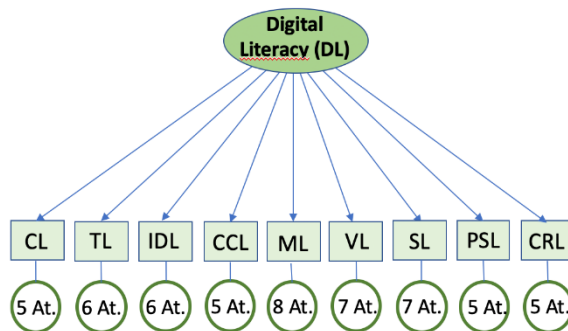 Digital
Literacy (DL)
CL TL IDL CCL ML VL SL PSL CRL
5 At. 6 At. 6 At. 5 At. 8 At. 7 At. 7 At. 5 At. 5 At.